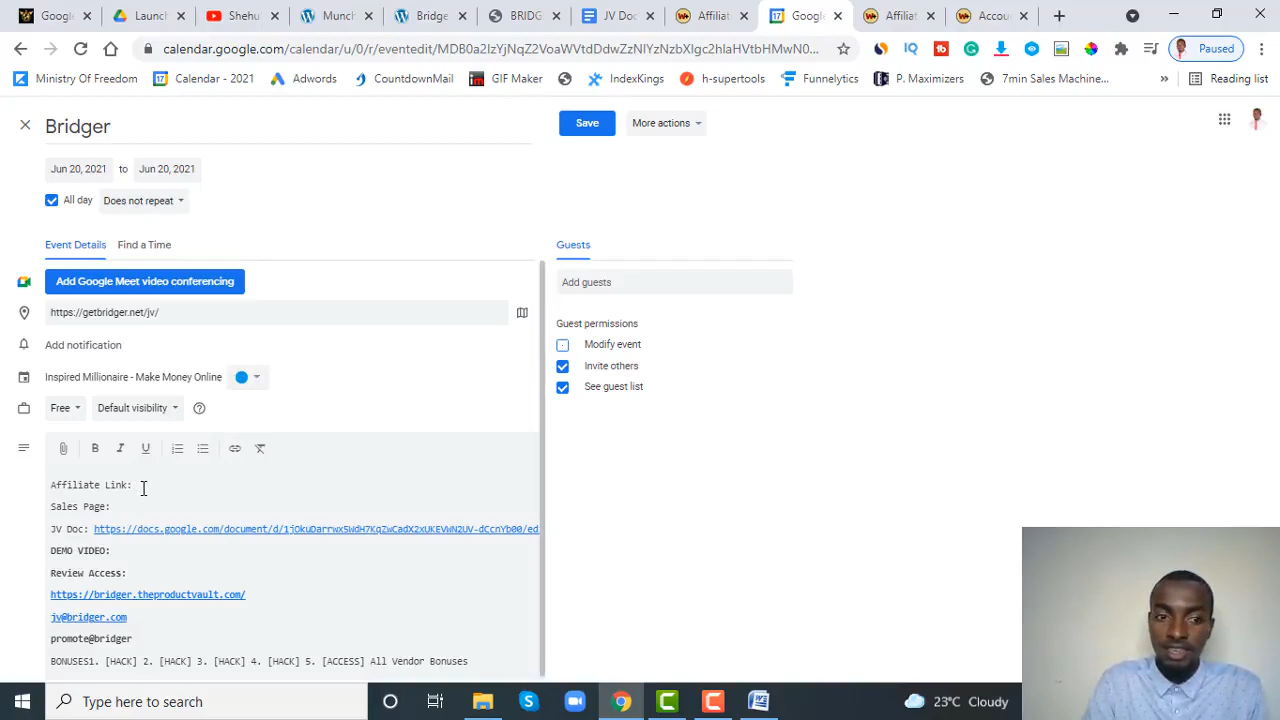 Launch
Shehu
Munch
Bridge
BRIDG
JV Doc
Affiliat
Google
Affiliat
Accou
calendar.google.com/calendar/u/0/r/eventedit/
Paused
Ministry Of Freedom
Calendar - 2021
Adwords
CountdownMail
GIF Maker
IndexKings
h-supertools
Funnelytics
P. Maximizers
7min Sales Machine...
»
Reading list
Bridger
Save
More actions
Jun 20, 2021 to Jun 20, 2021
All day Does not repeat
Event Details Find a Time
Guests
Add Google Meet video conferencing
Add guests
https://getbridger.net/jv/
Guest permissions
Add notification
Modify event
Invite others
Inspired Millionaire - Make Money Online
See guest list
Free Default visibility
Affiliate Link:
Sales Page:
JV Doc:
DEMO VIDEO:
Review Access:
https://bridger.theproductvault.com/
jv@bridger.com
promote@bridger
BONUSES1. [HACK] 2. [HACK] 3. [HACK] 4. [HACK] 5. [ACCESS] All Vendor Bonuses
Type here to search
23°C Cloudy